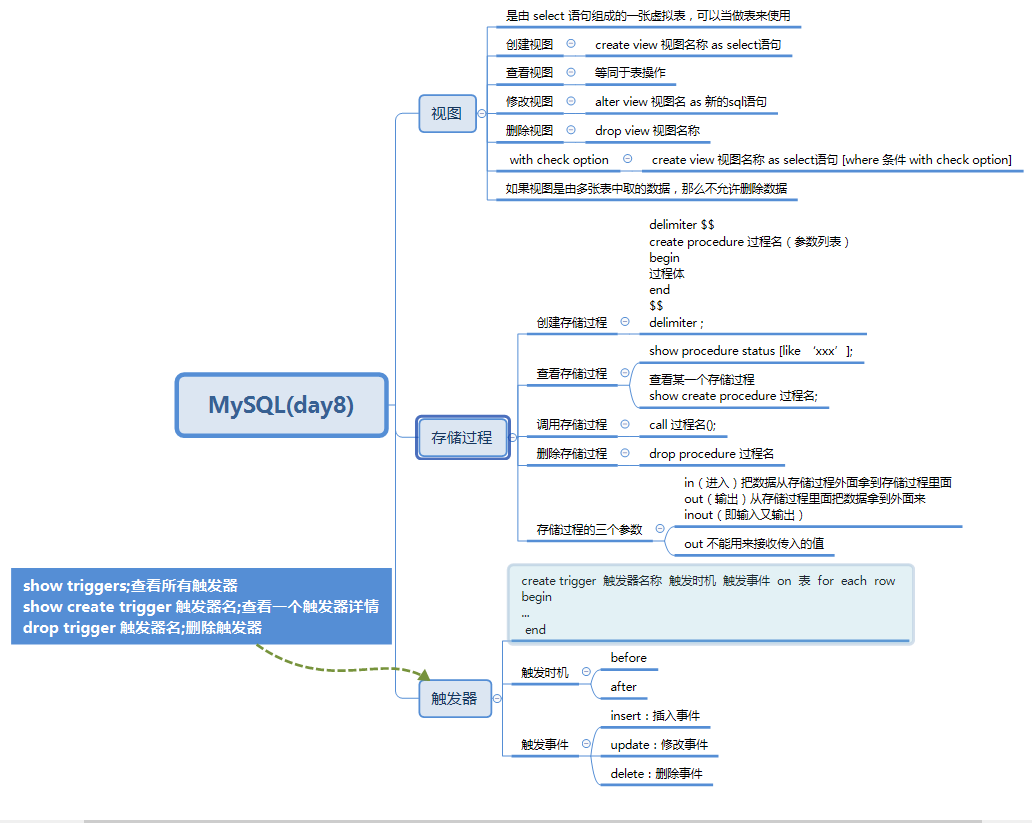 MySQL(day8)
视图
是由 select 语句组成的一张虚拟表，可以当做表来使用
创建视图
create view 视图名称 as select语句
查看视图
等同于表操作
修改视图
alter view 视图名 as 新的sql语句
删除视图
drop view 视图名称
with check option
create view 视图名称 as select语句 [where 条件 with check option]
如果视图是由多张表中取的数据，那么不允许删除数据
存储过程
创建存储过程
delimiter $$
create procedure 过程名（参数列表）
begin
过程体
end
$$
delimiter ;
查看存储过程
show procedure status [like ‘xxx’];
查看某一个存储过程
show create procedure 过程名;
调用存储过程
call 过程名();
删除存储过程
drop procedure 过程名
存储过程的三个参数
in（进入）把数据从存储过程外面拿到存储过程里面
out（输出）从存储过程里面把数据拿到外面来
inout（即输入又输出）
out 不能用来接收传入的值
show triggers;查看所有触发器
show create trigger 触发器名;查看一个触发器详情
drop trigger 触发器名;删除触发器
触发器
create trigger 触发器名称 触发时机 触发事件 on 表 for each row
begin
...
end
触发时机
before
after
触发事件
insert：插入事件
update：修改事件
delete：删除事件